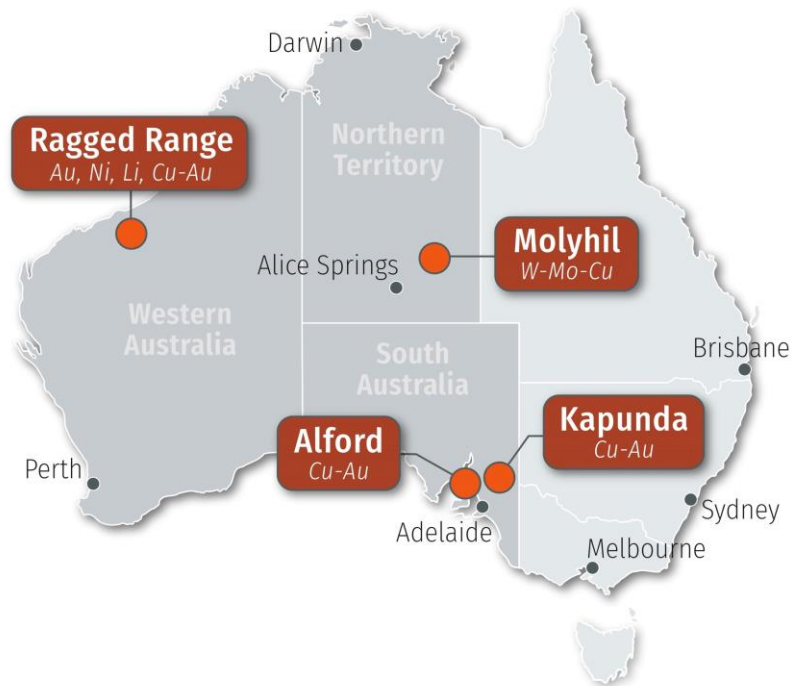 Darwin
Ragged Range
Au, Ni, Li, Cu-Au
Northern
Territory
Molyhil
W-Mo-Cu
Alice Springs
Western
Australia
South
Australia
Brisbane
Alford
Cu-Au
Kapunda
Cu-Au
Perth
Adelaide
Sydney
Melbourne